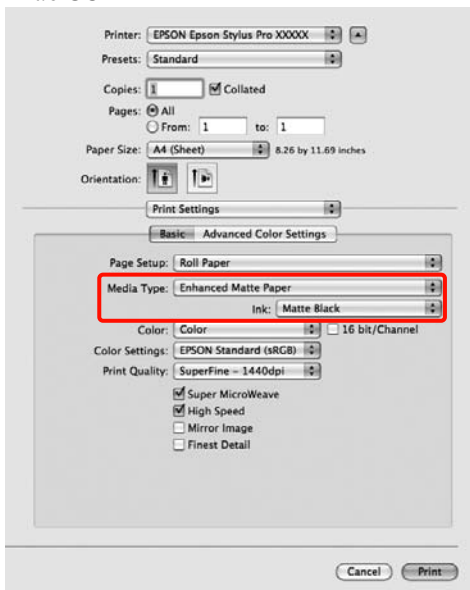 Printer: EPSON Epson Stylus Pro XXXXX
Presets: Standard
Copies: 1 Collated
Pages: All
From: 1 to: 1
Paper Size: A4 (Sheet) 8.26 by 11.69 inches
Orientation:
Print Settings
Basic Advanced Color Settings
Page Setup: Roll Paper
Media Type: Enhanced Matte Paper
Ink: Matte Black
Color: Color 16 bit/Channel
Color Settings: EPSON Standard (sRGB)
Print Quality: SuperFine - 1440dpi
Super MicroWeave
High Speed
Mirror Image
Finest Detail
Cancel Print